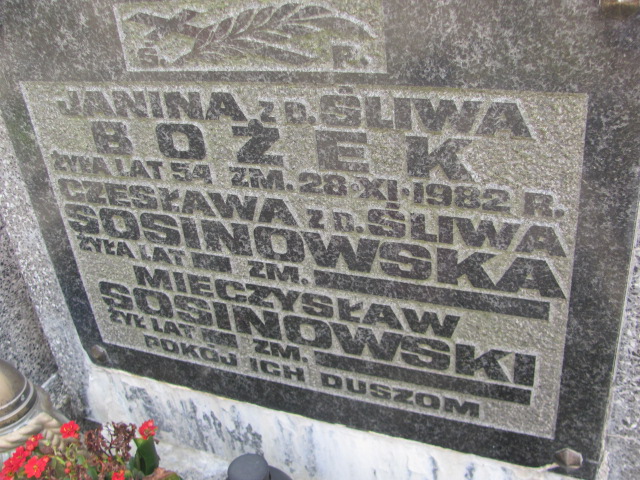 Ś. P.
JANINA Z D. ŚLIWA
BOŻEK
ŻYŁA LAT 54 ZM. 28·XI·1982 R.
CZESŁAWA Z D. ŚLIWA
SOSINOWSKA
ŻYŁA LAT ZM.
MIECZYSŁAW
SOSINOWSKI
ŻYŁ LAT ZM.
POKÓJ ICH DUSZOM